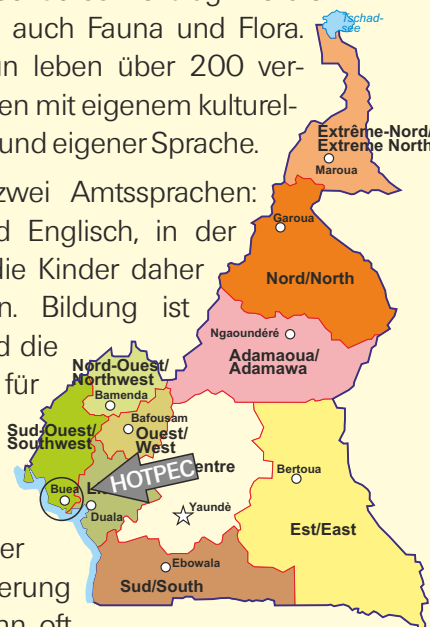 auch Fauna und Flora.
leben über 200 ver-
en mit eigenem kulturel-
und eigener Sprache.
zwei Amtssprachen:
d Englisch, in der
die Kinder daher
n. Bildung ist
d die
für
er
erung
nn oft
Tschad-
see
Extrême-Nord/
Extreme North
Maroua
Garoua
Nord/North
Ngaoundéré
Adamaoua/
Adamawa
Nord-Ouest/
Northwest
Bamenda
Bafousam
Ouest/
West
Sud-Ouest/
Southwest
HOTPEC
entre
Buea
Duala
Yaundè
Bertoua
Est/East
Ebowala
Sud/South